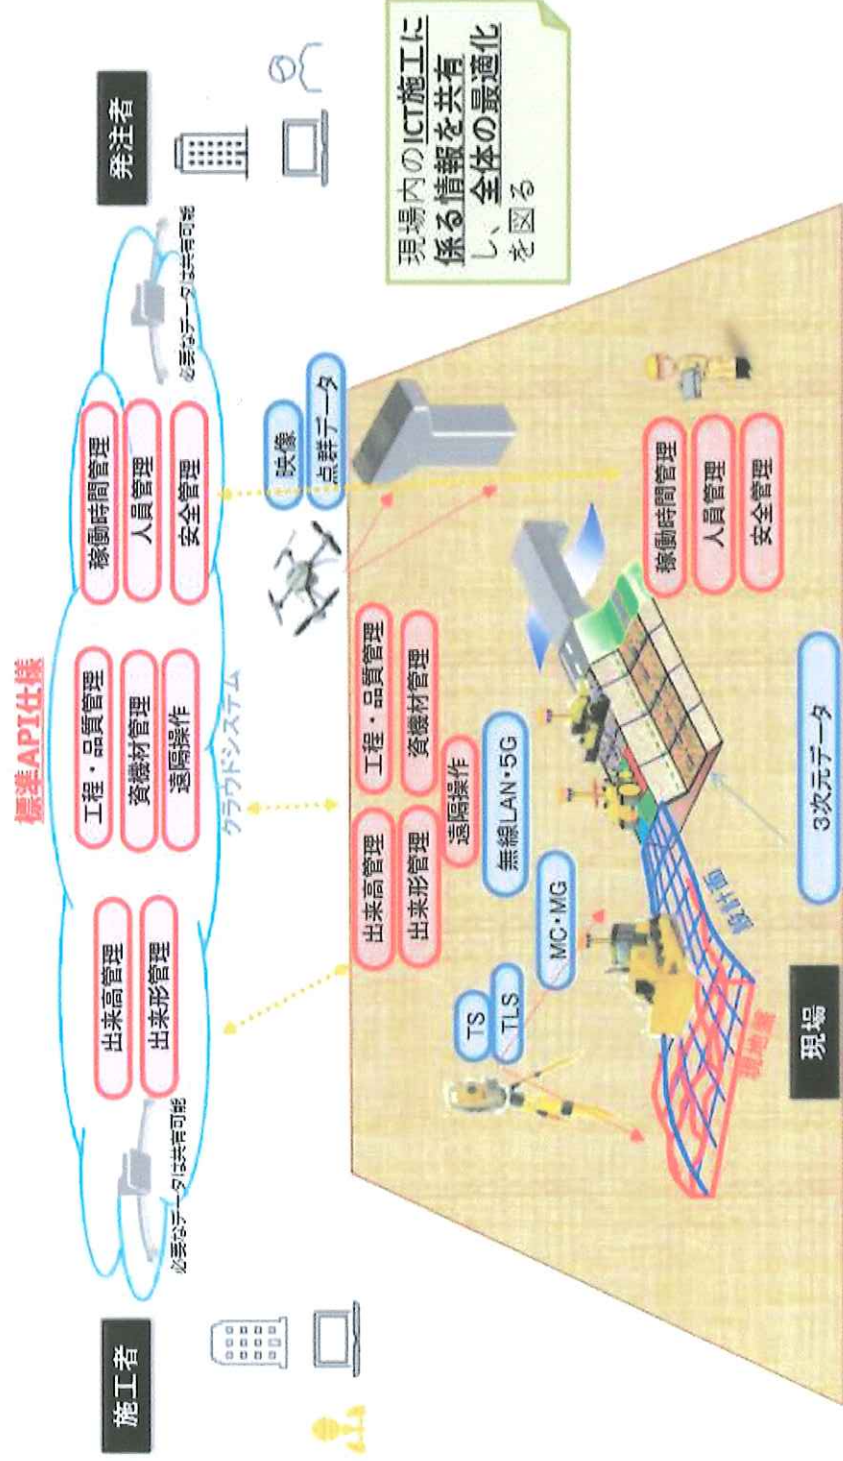 標準API仕様
施工者
発注者
必要なデータは共有可能
出来高管理
出来形管理
工程・品質管理
資機材管理
遠隔操作
稼働時間管理
人員管理
安全管理
必要なデータは共有可能
クラウドシステム
映像
点群データ
現場内のICT施工に
係る情報を共有
し、全体の最適化
を図る
出来高管理
出来形管理
工程・品質管理
資機材管理
遠隔操作
無線LAN・5G
TS
TLS
MC・MG
稼働時間管理
人員管理
安全管理
設計面
現地盤
3次元データ
現場